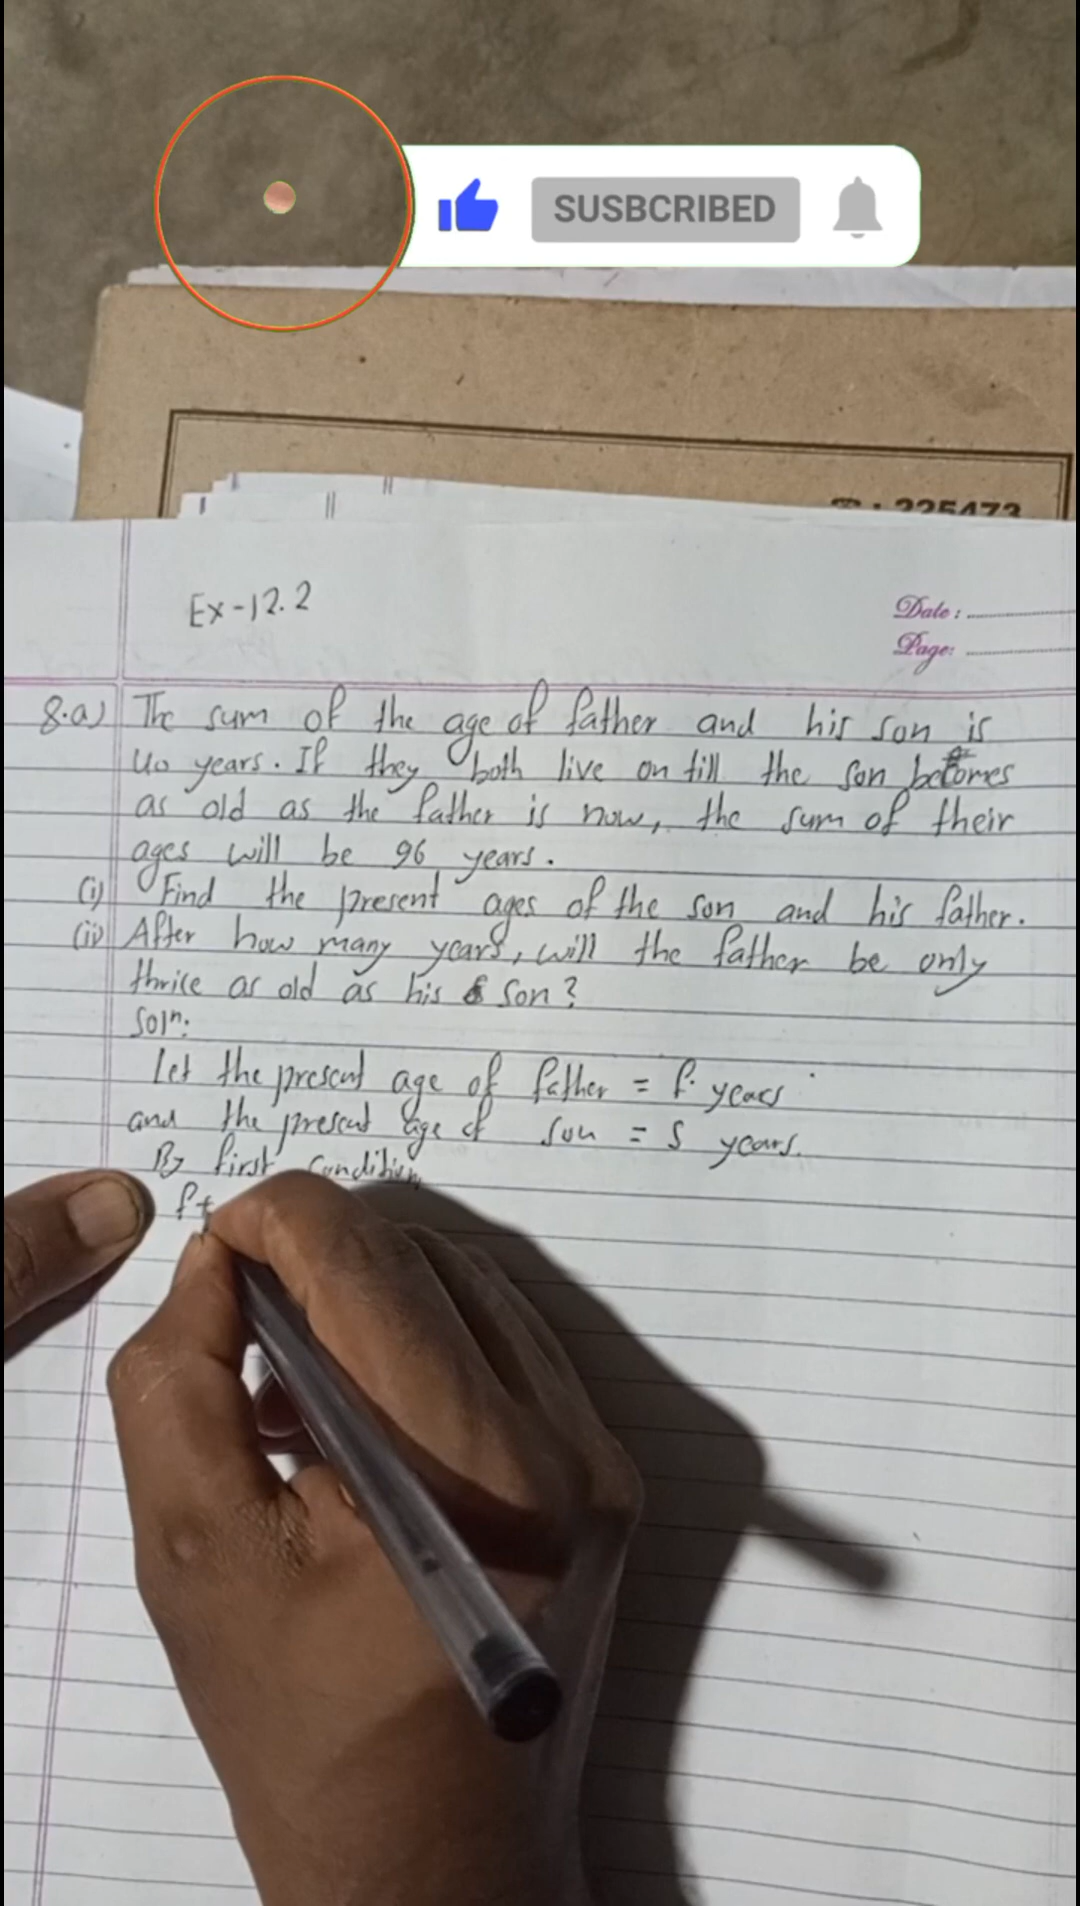 SUSBCRIBED
225473
Ex-12.2
Date:
Page:
8.a) The sum of the age of father and his son is
40 years. If they both live on till the son becomes
as old as the father is now, the sum of their
ages will be 96 years.
(i) Find the present ages of the son and his father.
(ii) After how many years, will the father be only
thrice as old as his son?
Soln:
Let the present age of father = f years
and the present age of son = S years.
By first condition,
f+